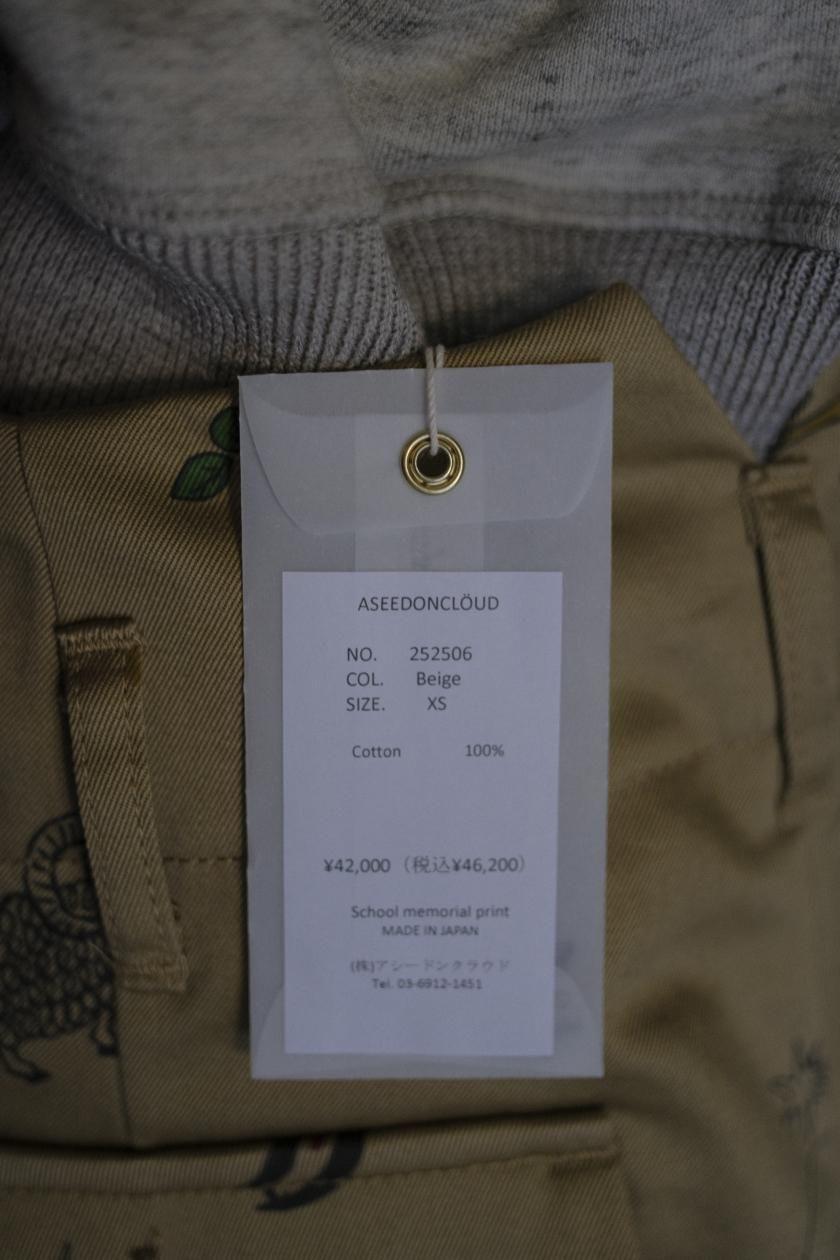 ASEEDONCLÖUD
NO. 252506
COL. Beige
SIZE. XS
Cotton 100%
¥42,000 (税込¥46,200)
School memorial print
MADE IN JAPAN
(株)アシードンクラウド
Tel. 03-6912-1451